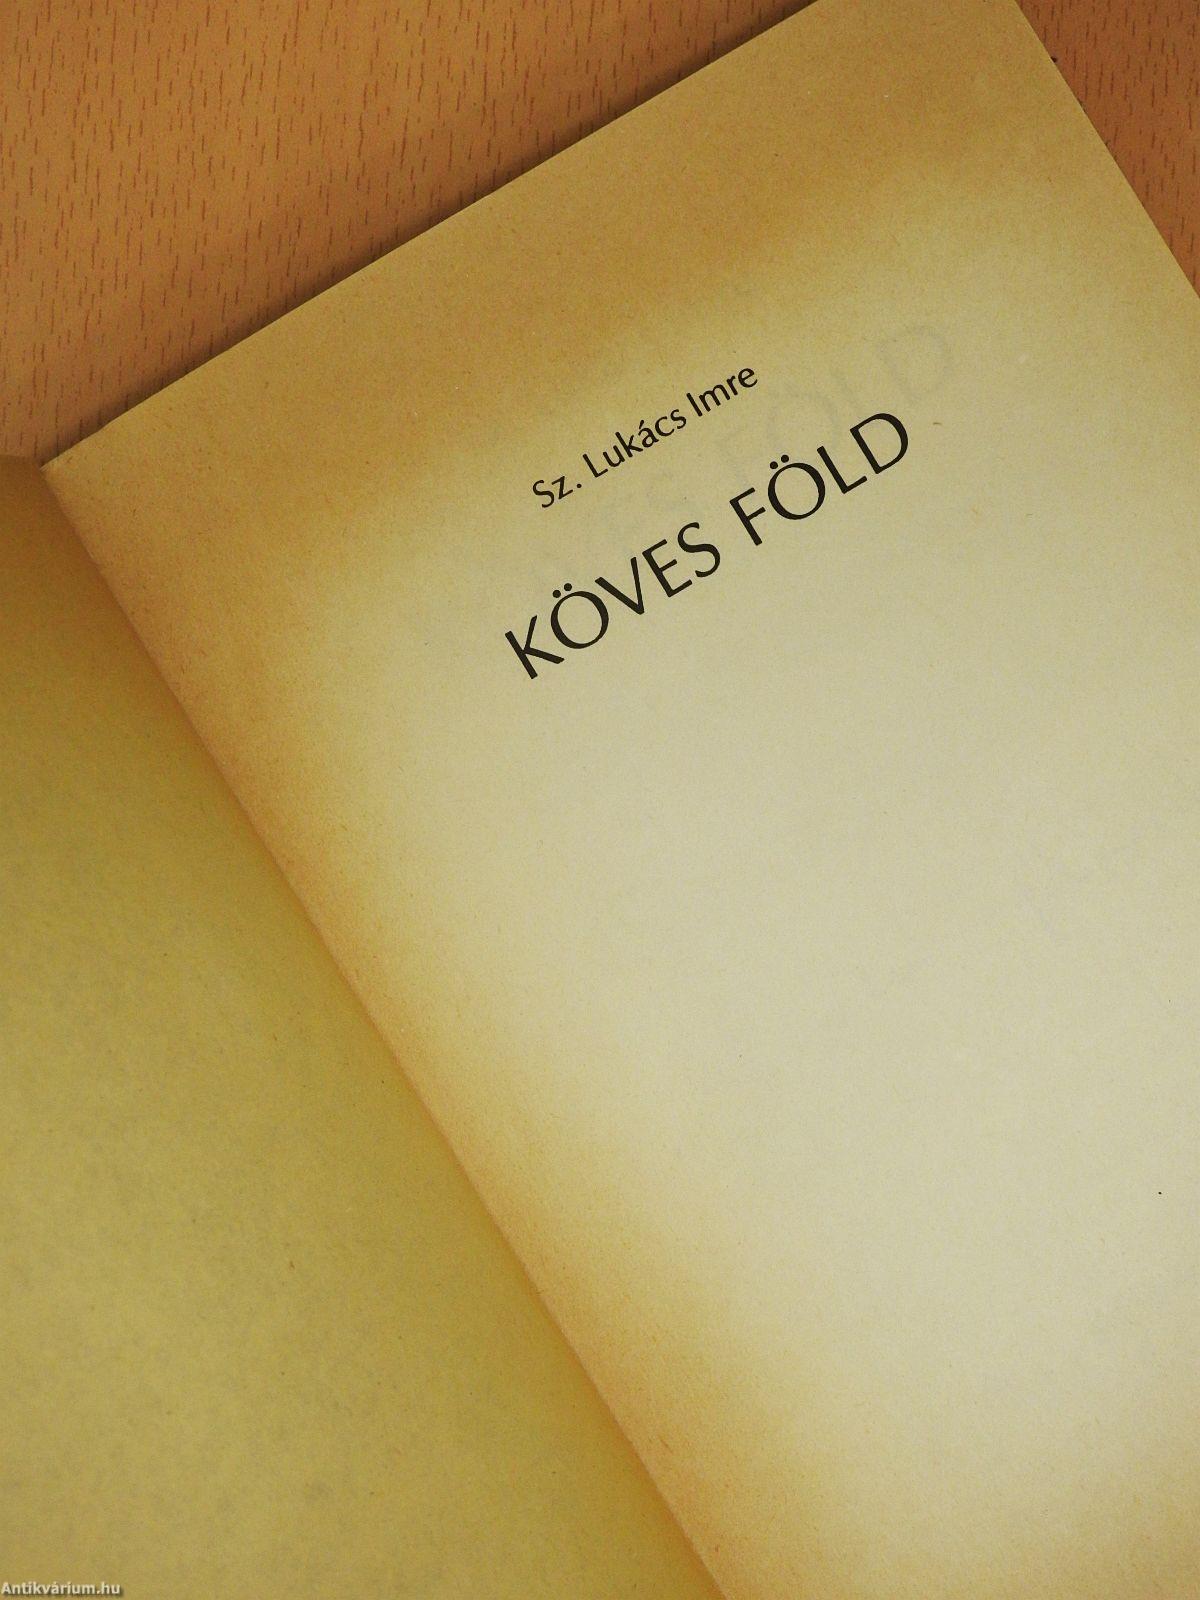 Sz. Lukács Imre
KÖVES FÖLD
Antikvárium.hu